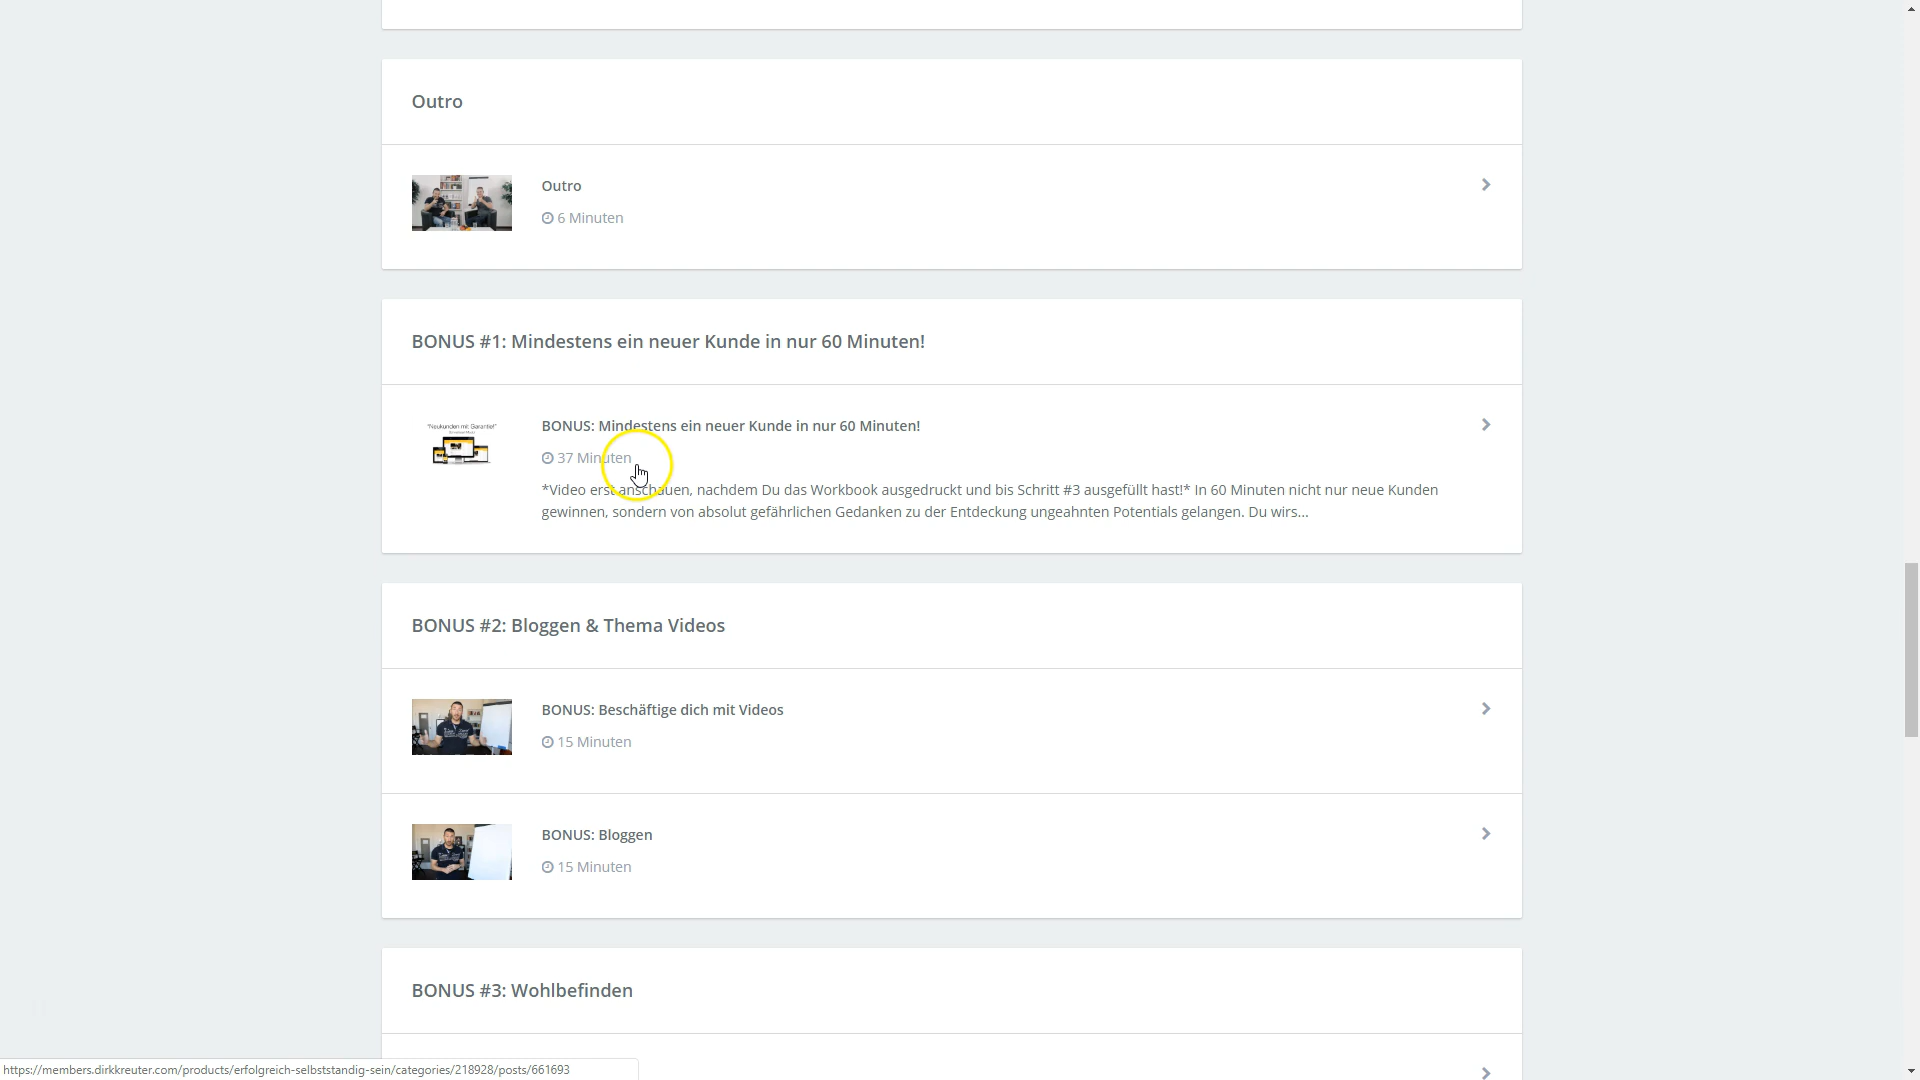 Outro
Outro
6 Minuten
BONUS #1: Mindestens ein neuer Kunde in nur 60 Minuten!
"Neukunden mit Garantie!"
BONUS: Mindestens ein neuer Kunde in nur 60 Minuten!
37 Minuten
*Video erst anschauen, nachdem Du das Workbook ausgedruckt und bis Schritt #3 ausgefüllt hast!* In 60 Minuten nicht nur neue Kunden
gewinnen, sondern von absolut gefährlichen Gedanken zu der Entdeckung ungeahnten Potentials gelangen. Du wirs...
BONUS #2: Bloggen & Thema Videos
BONUS: Beschäftige dich mit Videos
15 Minuten
BONUS: Bloggen
15 Minuten
BONUS #3: Wohlbefinden
https://members.dirkkreuter.com/products/erfolgreich-selbststandig-sein/categories/218928/posts/661693